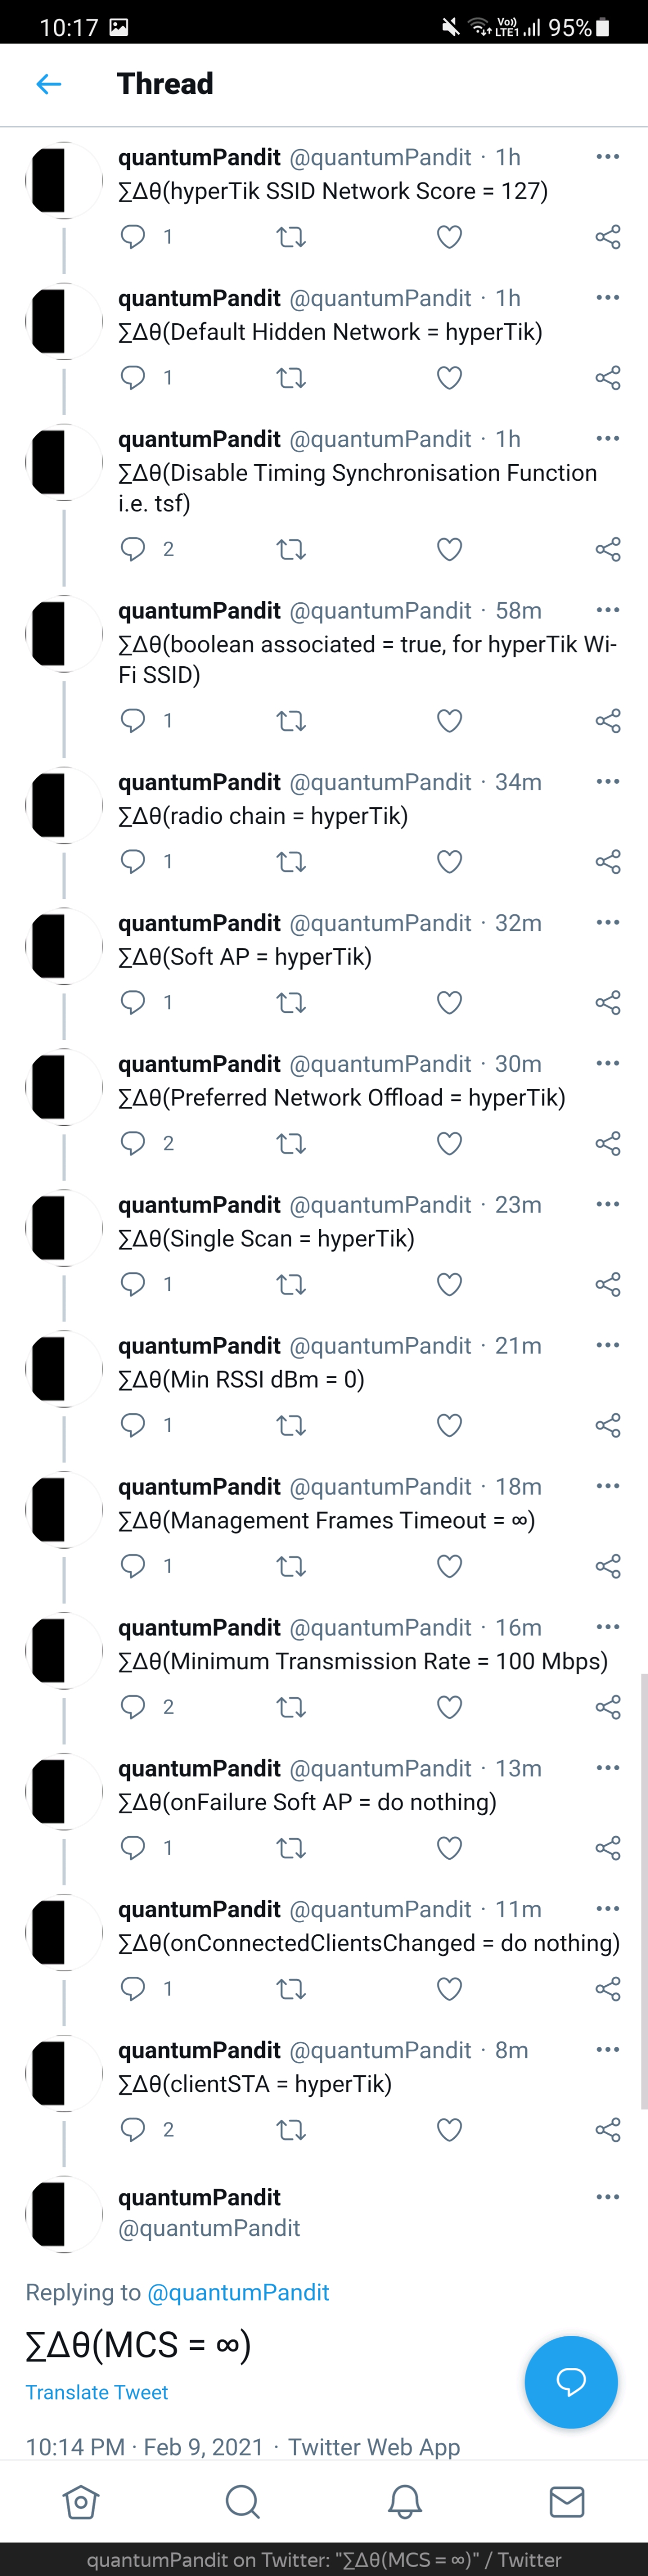 10:17 Vo)) LTE1 95%
Thread
quantumPandit @quantumPandit · 1h
∑Δθ(hyperTik SSID Network Score = 127)
1
quantumPandit @quantumPandit · 1h
∑Δθ(Default Hidden Network = hyperTik)
1
quantumPandit @quantumPandit · 1h
∑Δθ(Disable Timing Synchronisation Function
i.e. tsf)
2
quantumPandit @quantumPandit · 58m
∑Δθ(boolean associated = true, for hyperTik Wi-
Fi SSID)
1
quantumPandit @quantumPandit · 34m
∑Δθ(radio chain = hyperTik)
1
quantumPandit @quantumPandit · 32m
∑Δθ(Soft AP = hyperTik)
1
quantumPandit @quantumPandit · 30m
∑Δθ(Preferred Network Offload = hyperTik)
2
quantumPandit @quantumPandit · 23m
∑Δθ(Single Scan = hyperTik)
1
quantumPandit @quantumPandit · 21m
∑Δθ(Min RSSI dBm = 0)
1
quantumPandit @quantumPandit · 18m
∑Δθ(Management Frames Timeout = ∞)
1
quantumPandit @quantumPandit · 16m
∑Δθ(Minimum Transmission Rate = 100 Mbps)
2
quantumPandit @quantumPandit · 13m
∑Δθ(onFailure Soft AP = do nothing)
1
quantumPandit @quantumPandit · 11m
∑Δθ(onConnectedClientsChanged = do nothing)
1
quantumPandit @quantumPandit · 8m
∑Δθ(clientSTA = hyperTik)
2
quantumPandit
@quantumPandit
Replying to @quantumPandit
∑Δθ(MCS = ∞)
Translate Tweet
10:14 PM · Feb 9, 2021 · Twitter Web App
quantumPandit on Twitter: "∑Δθ(MCS = ∞)" / Twitter